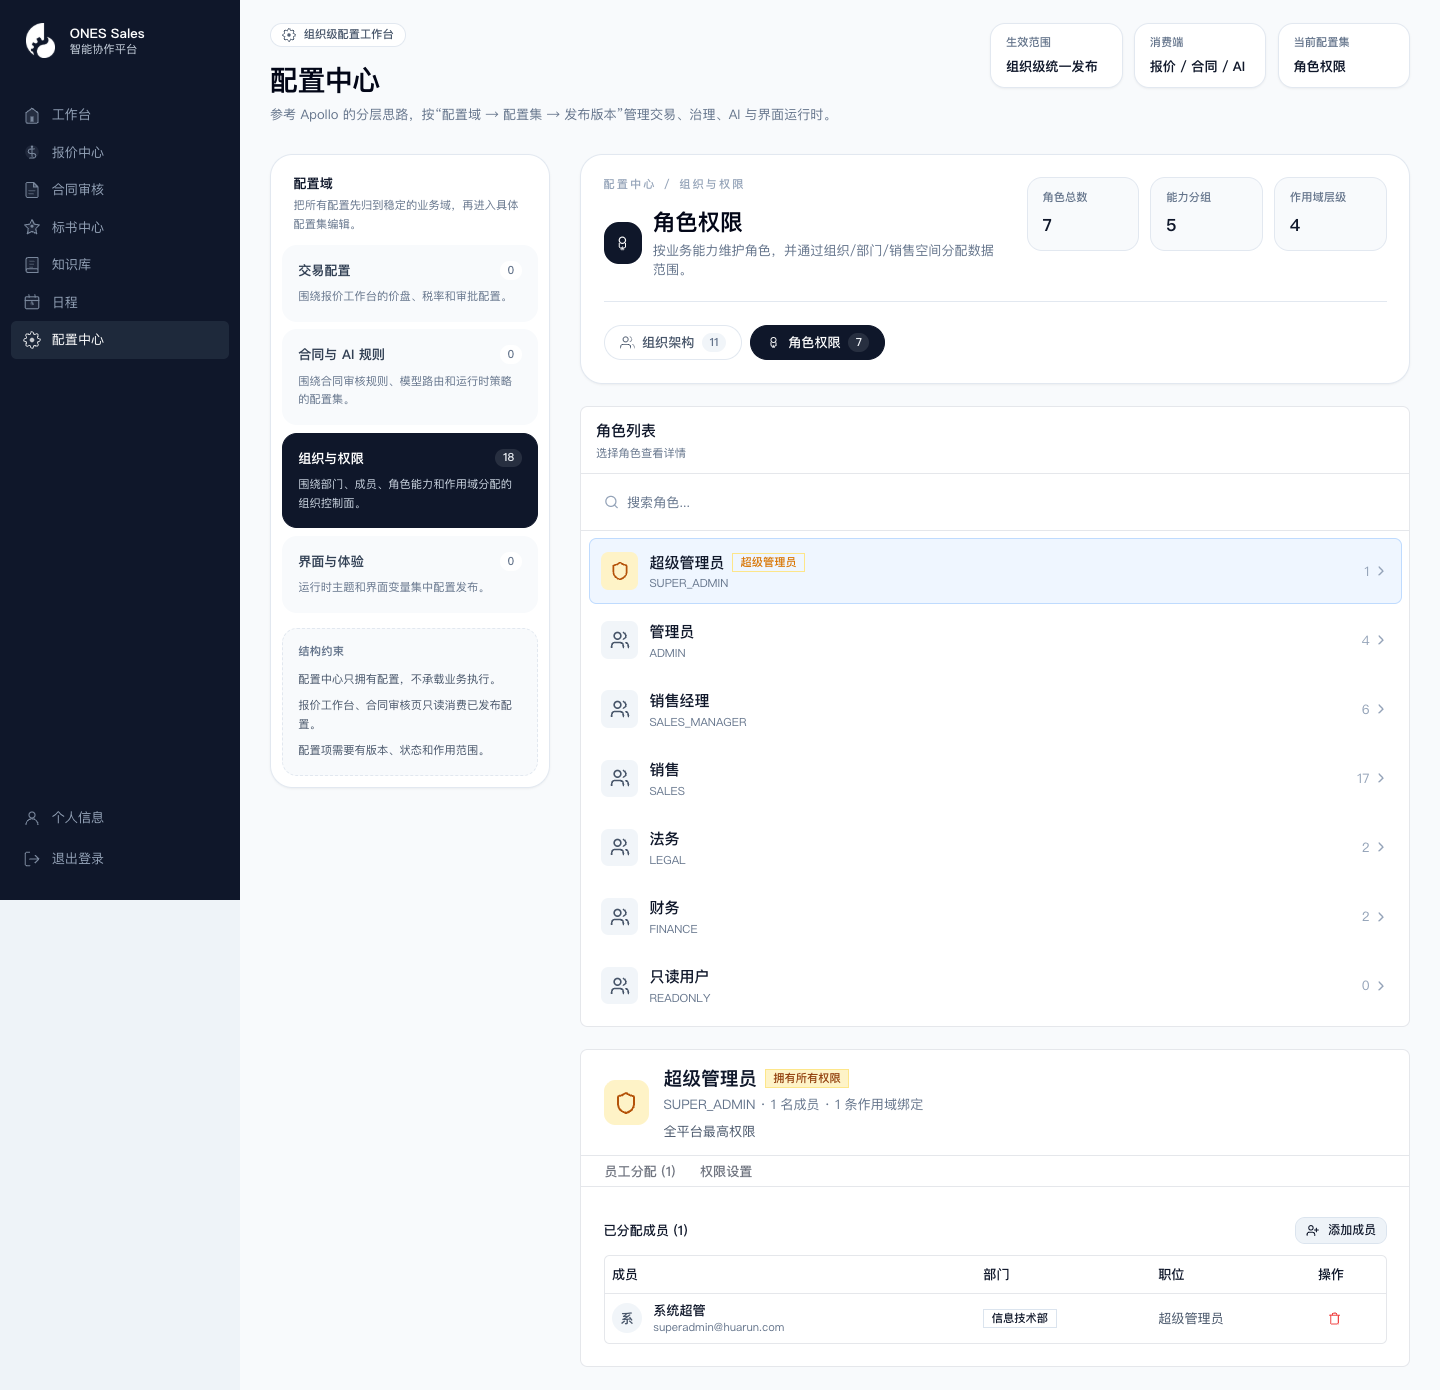 ONES Sales
智能协作平台
工作台
报价中心
合同审核
标书中心
知识库
日程
配置中心
个人信息
退出登录
组织级配置工作台
配置中心
参考 Apollo 的分层思路，按“配置域 → 配置集 → 发布版本”管理交易、治理、AI 与界面运行时。
生效范围
组织级统一发布
消费端
报价 / 合同 / AI
当前配置集
角色权限
配置域
把所有配置先归到稳定的业务域，再进入具体
配置集编辑。
交易配置 0
围绕报价工作台的价盘、税率和审批配置。
合同与 AI 规则 0
围绕合同审核规则、模型路由和运行时策略
的配置集。
组织与权限 18
围绕部门、成员、角色能力和作用域分配的
组织控制面。
界面与体验 0
运行时主题和界面变量集中配置发布。
结构约束
配置中心只拥有配置，不承载业务执行。
报价工作台、合同审核页只读消费已发布配
置。
配置项需要有版本、状态和作用范围。
配置中心 / 组织与权限
角色权限
按业务能力维护角色，并通过组织/部门/销售空间分配数据
范围。
角色总数
7
能力分组
5
作用域层级
4
组织架构 11
角色权限 7
角色列表
选择角色查看详情
搜索角色...
超级管理员 超级管理员
SUPER_ADMIN
1
管理员
ADMIN
4
销售经理
SALES_MANAGER
6
销售
SALES
17
法务
LEGAL
2
财务
FINANCE
2
只读用户
READONLY
0
超级管理员 拥有所有权限
SUPER_ADMIN · 1 名成员 · 1 条作用域绑定
全平台最高权限
员工分配 (1) 权限设置
已分配成员 (1) 添加成员
成员 部门 职位 操作
系 系统超管
superadmin@huarun.com
信息技术部
超级管理员